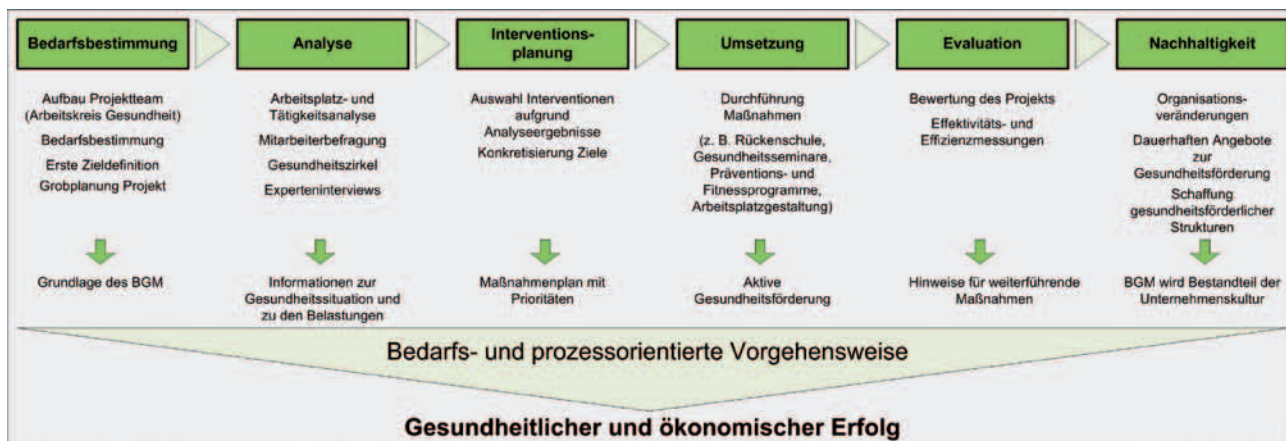 Bedarfsbestimmung
Analyse
Interventions-
planung
Umsetzung
Evaluation
Nachhaltigkeit
Aufbau Projektteam
(Arbeitskreis Gesundheit)
Bedarfsbestimmung
Erste Zieldefinition
Grobplanung Projekt
Arbeitsplatz- und
Tätigkeitsanalyse
Mitarbeiterbefragung
Gesundheitszirkel
Experteninterviews
Auswahl Interventionen
aufgrund
Analyseergebnisse
Konkretisierung Ziele
Durchführung
Maßnahmen
(z. B. Rückenschule,
Gesundheitsseminare,
Präventions- und
Fitnessprogramme,
Arbeitsplatzgestaltung)
Bewertung des Projekts
Effektivitäts- und
Effizienzmessungen
Organisations-
veränderungen
Dauerhaften Angebote
zur
Gesundheitsförderung
Schaffung
gesundheitsförderlicher
Strukturen
Grundlage des BGM
Informationen zur
Gesundheitssituation und
zu den Belastungen
Maßnahmenplan mit
Prioritäten
Aktive
Gesundheitsförderung
Hinweise für weiterführende
Maßnahmen
BGM wird Bestandteil der
Unternehmenskultur
Bedarfs- und prozessorientierte Vorgehensweise
Gesundheitlicher und ökonomischer Erfolg